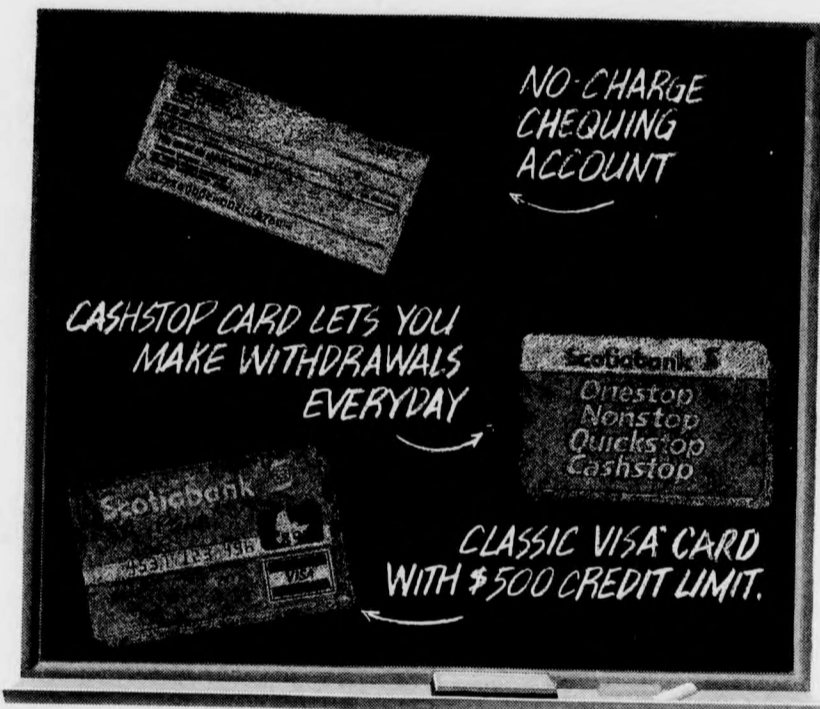 NO-CHARGE
CHEQUING
ACCOUNT
CASHSTOP CARD LETS YOU
MAKE WITHDRAWALS
EVERYDAY
Scotiabank S
Onestop
Nonstop
Quickstop
Cashstop
Scotiabank S
VISA
CLASSIC VISA* CARD
WITH $500 CREDIT LIMIT.